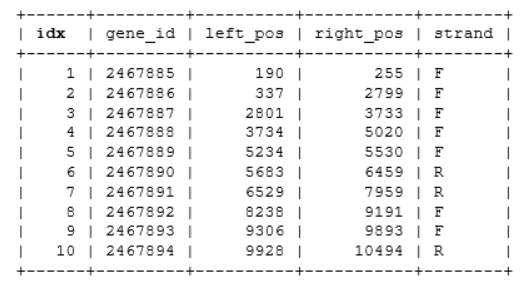 +------+---------+----------+-----------+--------+
| idx | gene_id | left_pos | right_pos | strand |
+------+---------+----------+-----------+--------+
| 1 | 2467885 | 190 | 255 | F |
| 2 | 2467886 | 337 | 2799 | F |
| 3 | 2467887 | 2801 | 3733 | F |
| 4 | 2467888 | 3734 | 5020 | F |
| 5 | 2467889 | 5234 | 5530 | F |
| 6 | 2467890 | 5683 | 6459 | R |
| 7 | 2467891 | 6529 | 7959 | R |
| 8 | 2467892 | 8238 | 9191 | F |
| 9 | 2467893 | 9306 | 9893 | F |
| 10 | 2467894 | 9928 | 10494 | R |
+------+---------+----------+-----------+--------+